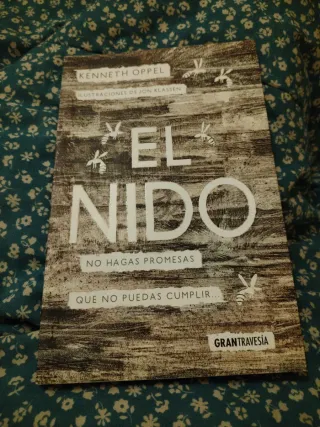 KENNETH OPPEL
ILUSTRACIONES DE JON KLASSEN
EL
NIDO
NO HAGAS PROMESAS
QUE NO PUEDAS CUMPLIR...
GRANTRAVESÍA